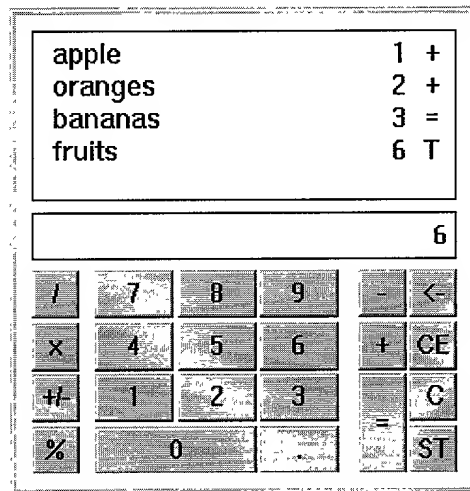 apple 1 +
oranges 2 +
bananas 3 =
fruits 6 T
6
/ 7 8 9 - <-
x 4 5 6 + CE
+/- 1 2 3 C
% 0 . = ST